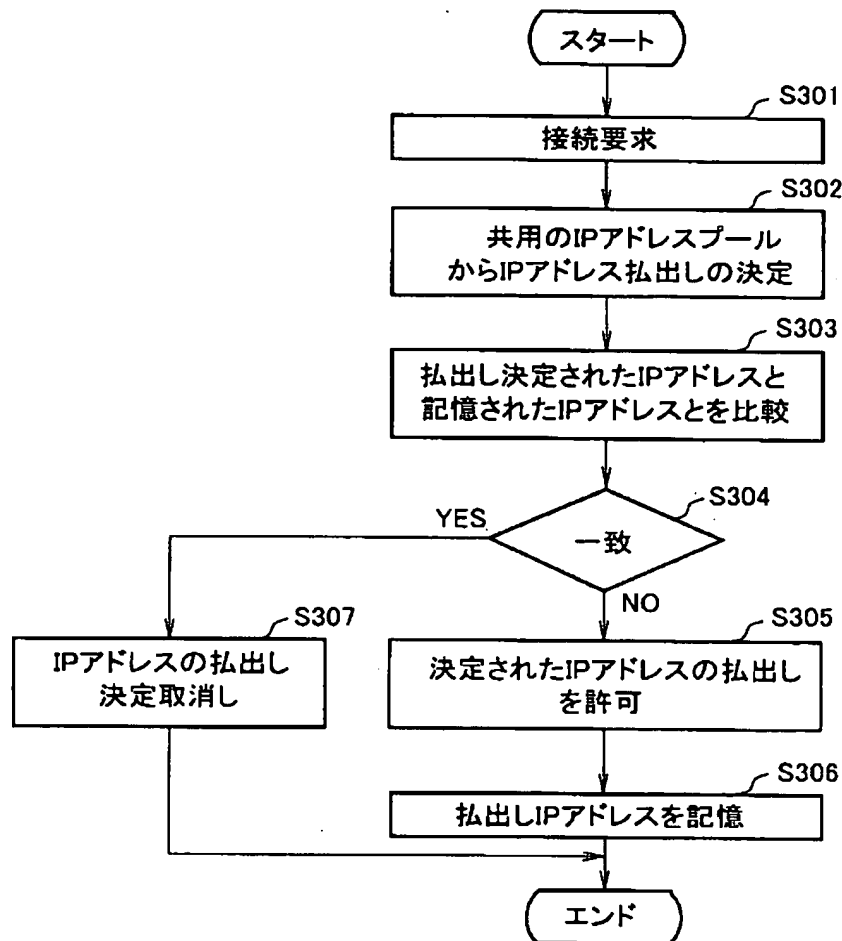 スタート
S301
接続要求
S302
共用のIPアドレスプール
からIPアドレス払出しの決定
S303
払出し決定されたIPアドレスと
記憶されたIPアドレスとを比較
S304
YES
一致
NO
S307
IPアドレスの払出し
決定取消し
S305
決定されたIPアドレスの払出し
を許可
S306
払出しIPアドレスを記憶
エンド